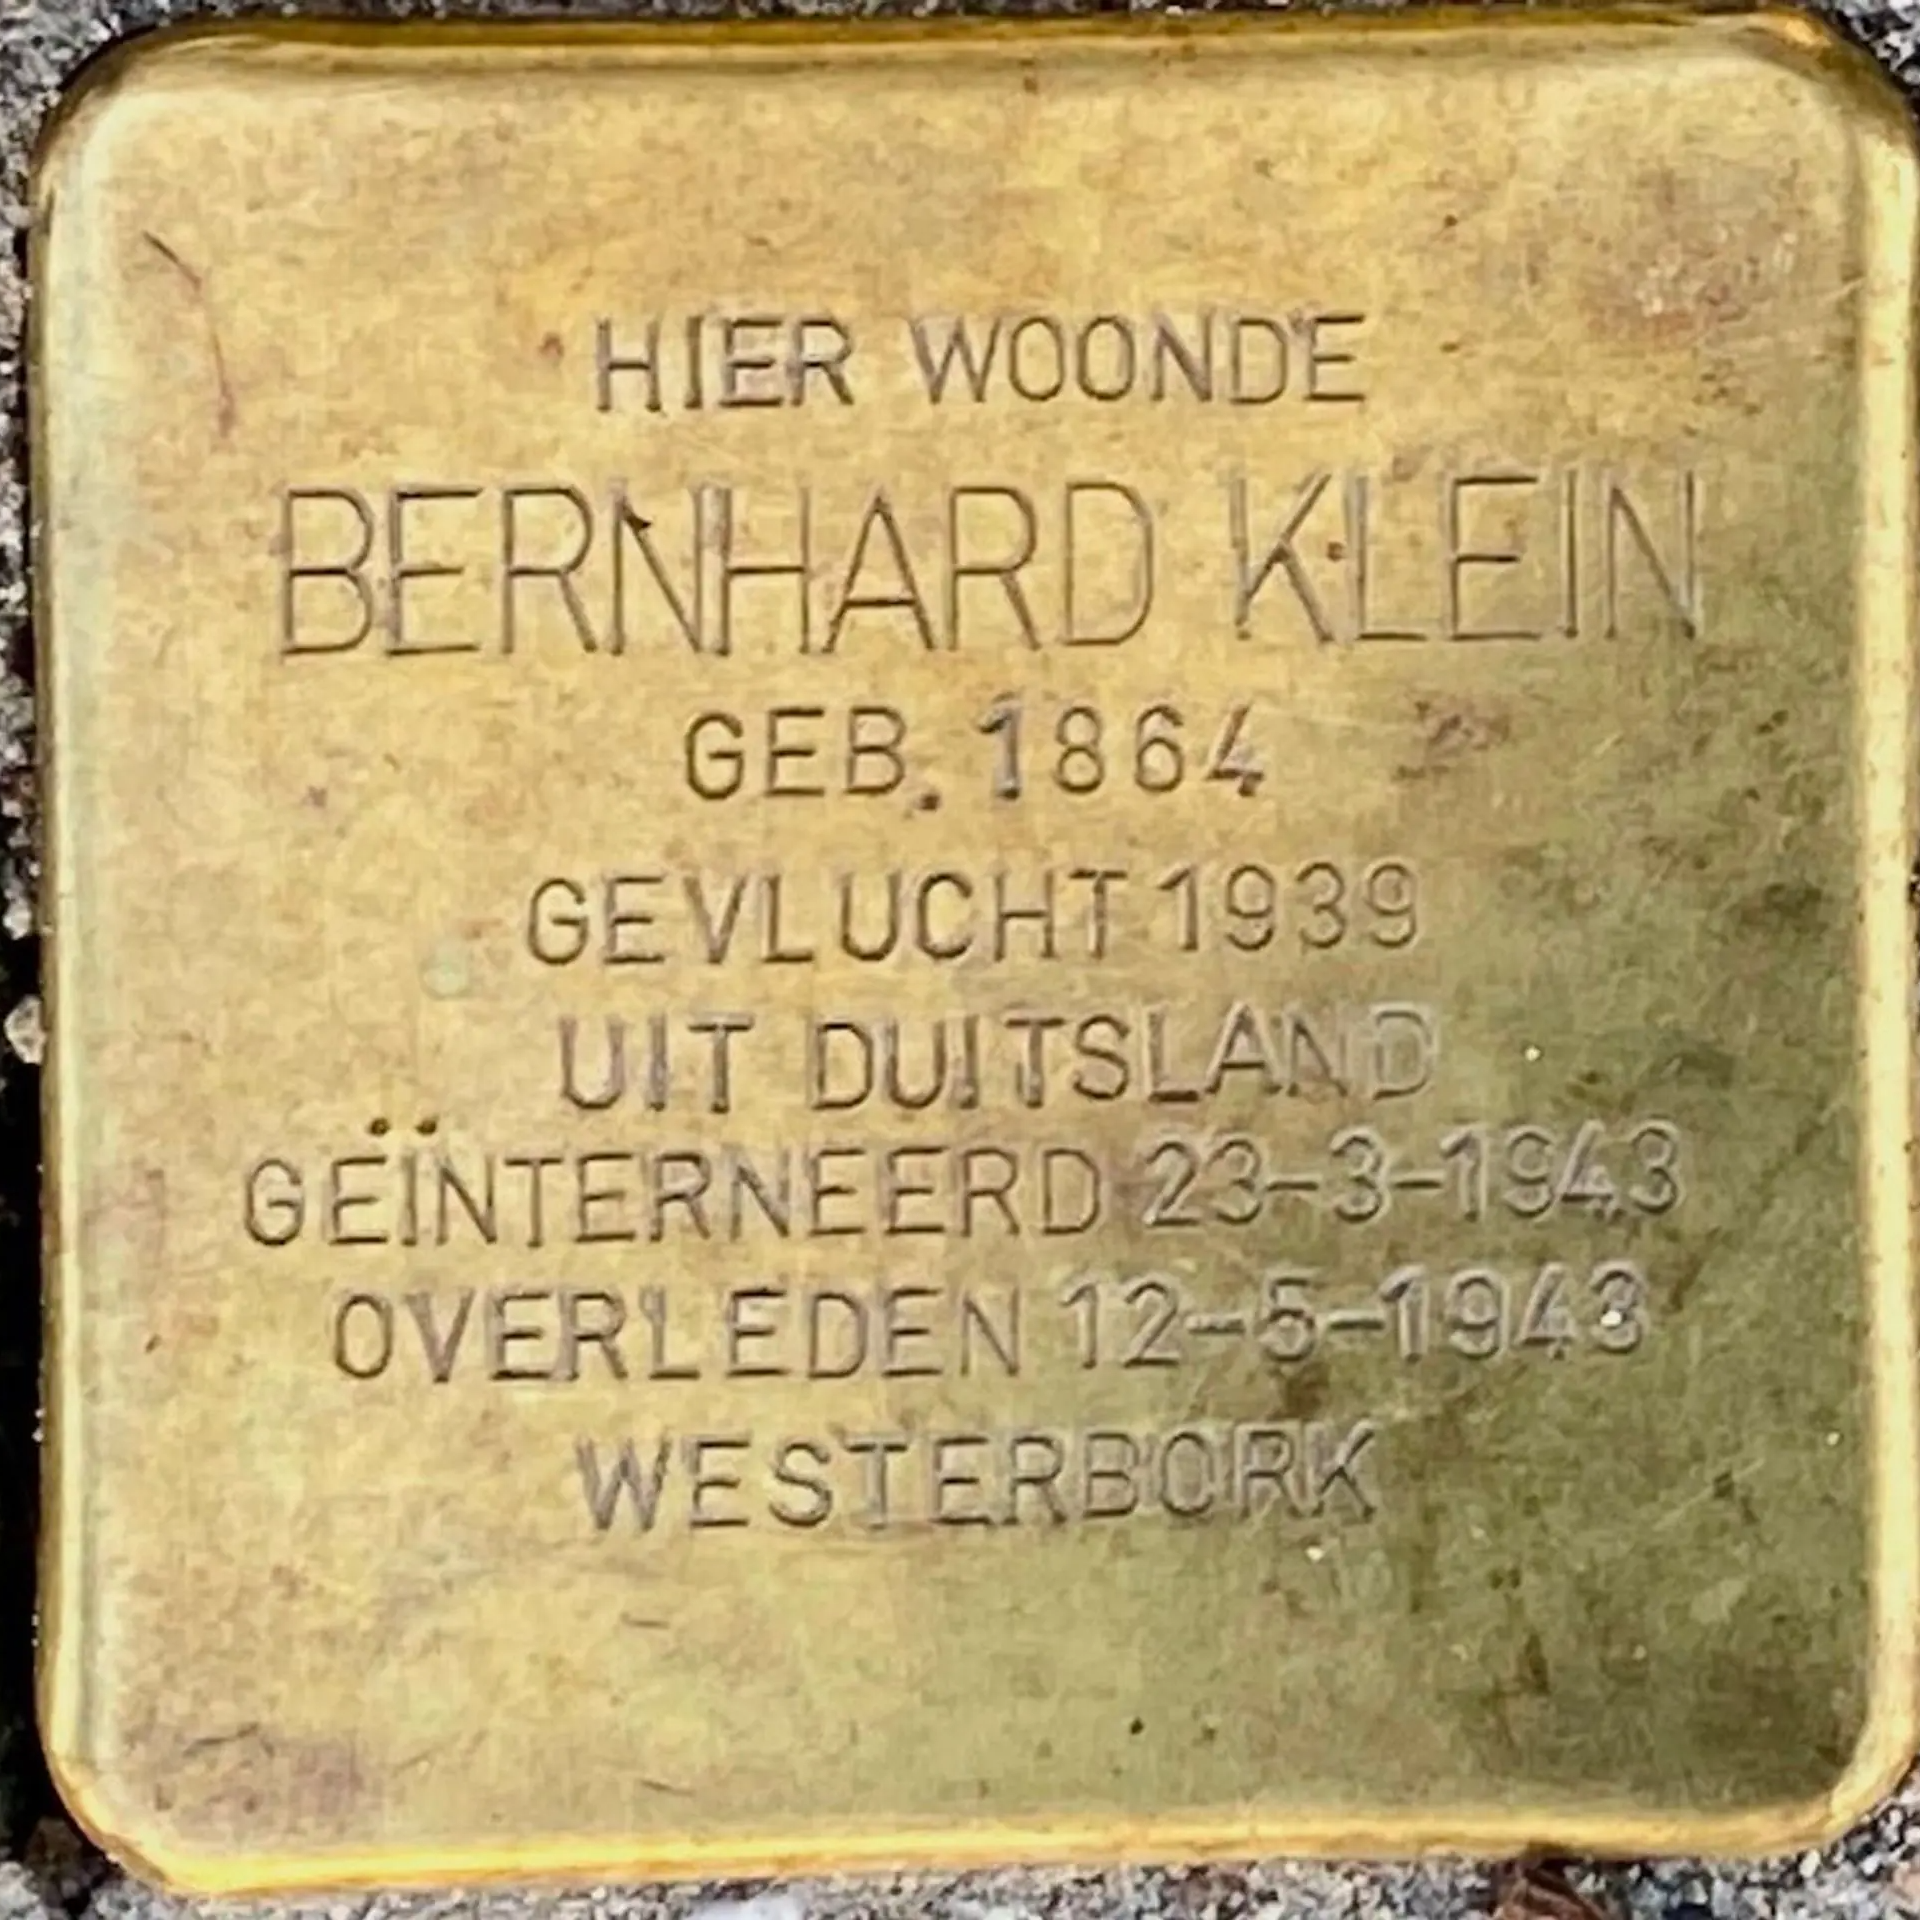 HIER WOONDE
BERNHARD KLEIN
GEB. 1864
GEVLUCHT 1939
UIT DUITSLAND
GEÏNTERNEERD 23-3-1943
OVERLEDEN 12-5-1943
WESTERBORK